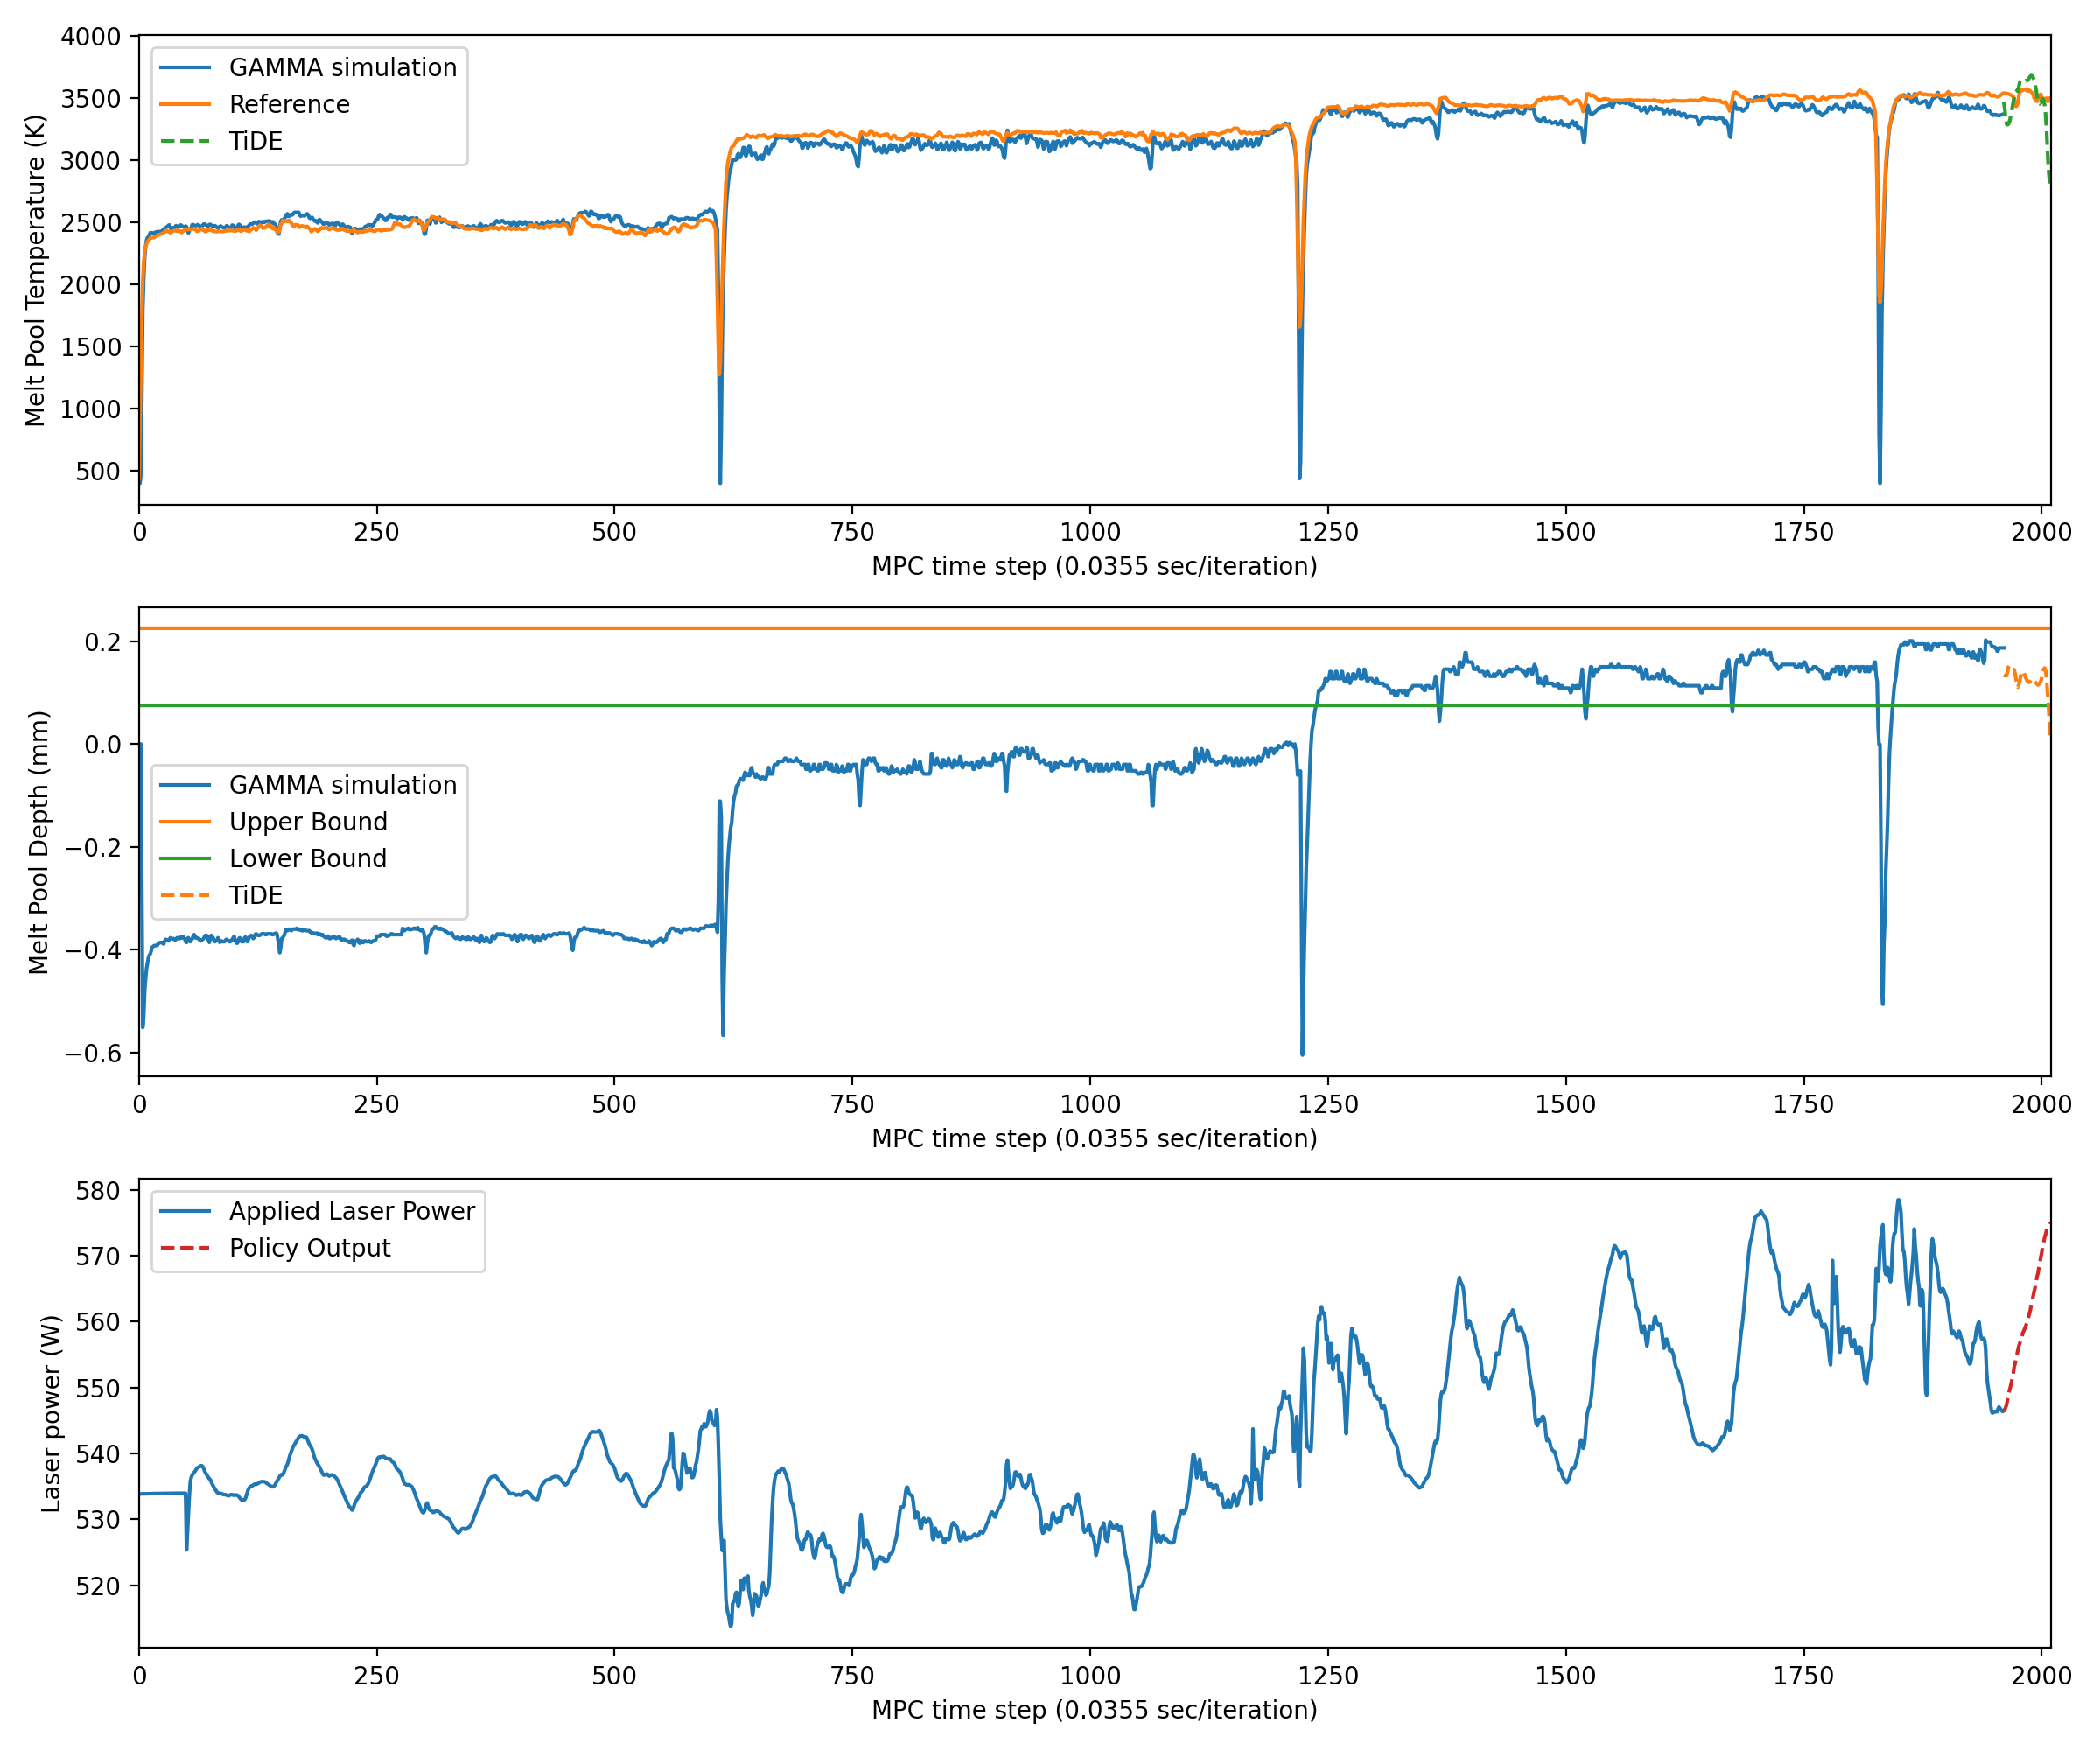 4000
3500
3000
2500
2000
1500
1000
500
Melt Pool Temperature (K)
GAMMA simulation
Reference
TiDE
0 250 500 750 1000 1250 1500 1750 2000
MPC time step (0.0355 sec/iteration)
0.2
0.0
−0.2
−0.4
−0.6
Melt Pool Depth (mm)
GAMMA simulation
Upper Bound
Lower Bound
TiDE
0 250 500 750 1000 1250 1500 1750 2000
MPC time step (0.0355 sec/iteration)
580
570
560
550
540
530
520
Laser power (W)
Applied Laser Power
Policy Output
0 250 500 750 1000 1250 1500 1750 2000
MPC time step (0.0355 sec/iteration)